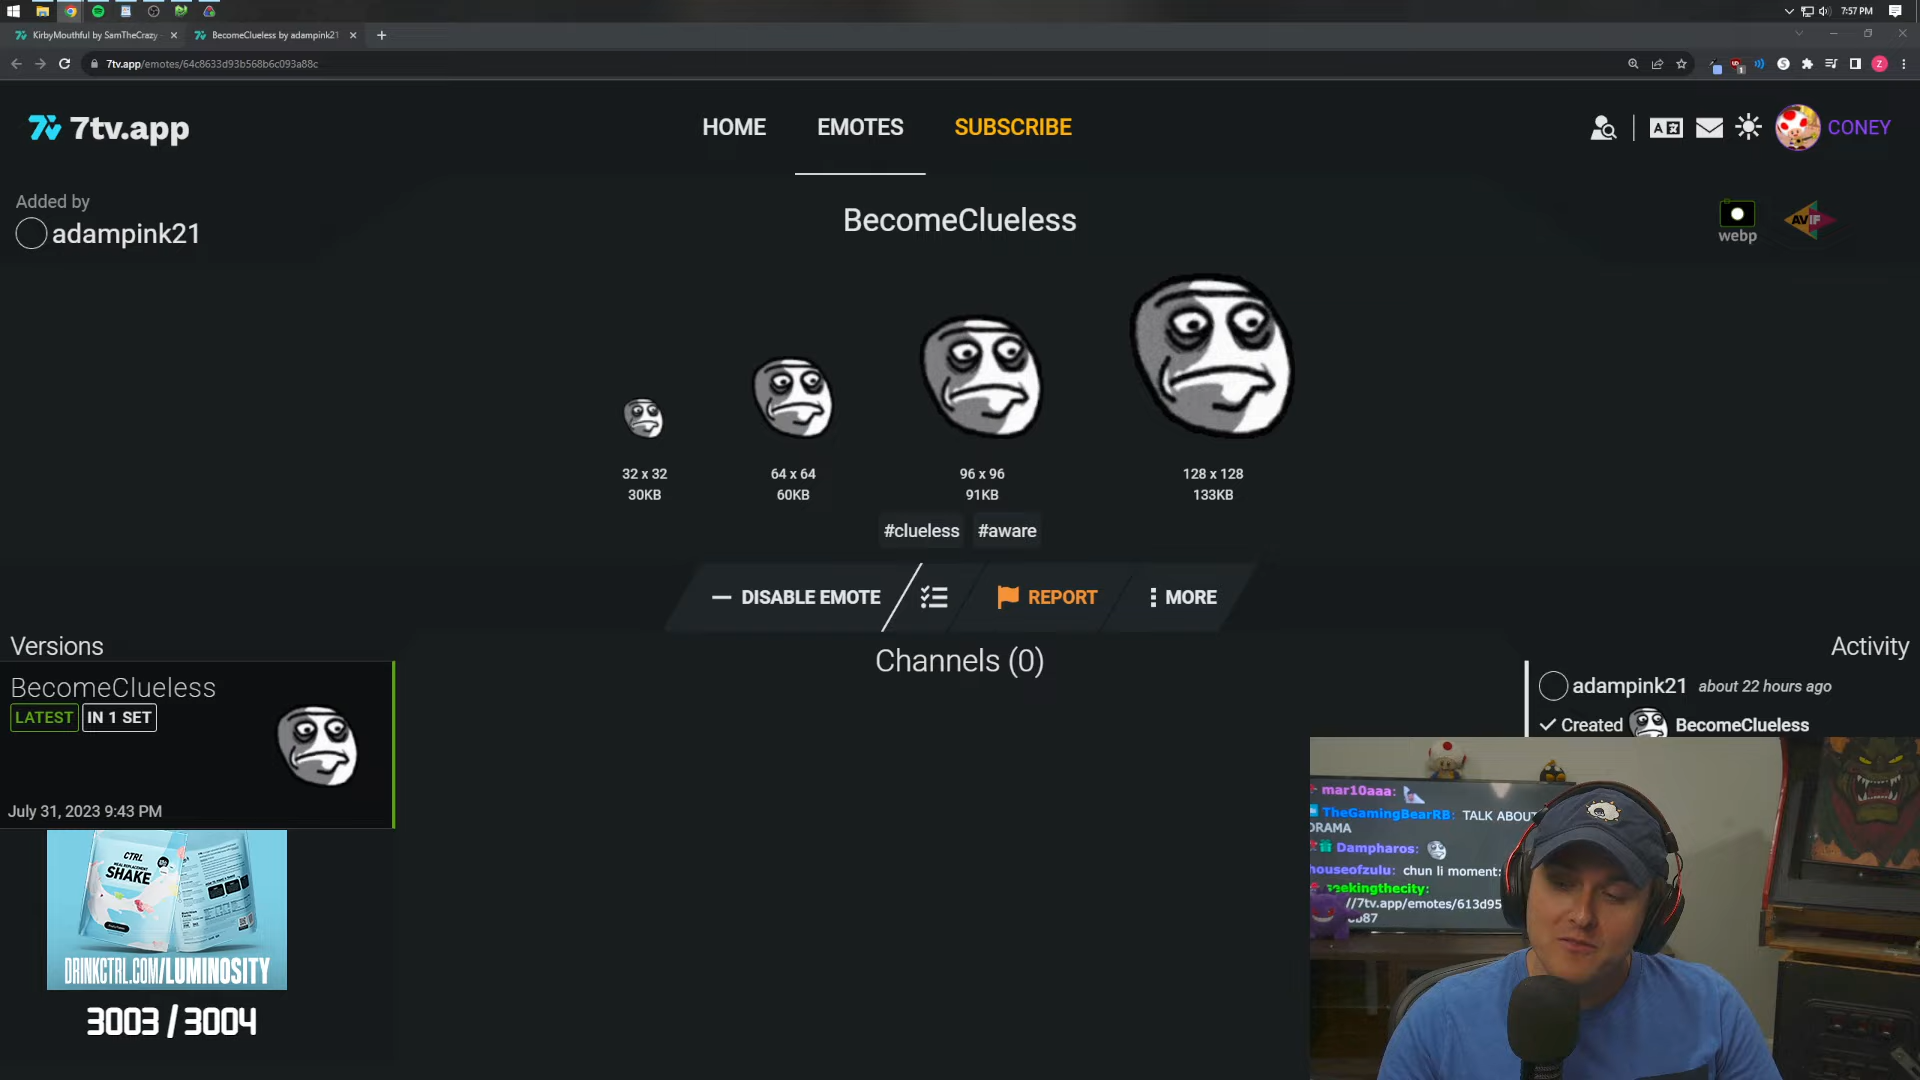 7:57 PM
KirbyMouthful by SamTheCrazy
BecomeClueless by adampink21
7tv.app/emotes/64c8633d93b568b6c093a88c
7tv.app
HOME
EMOTES
SUBSCRIBE
CONEY
Added by
adampink21
BecomeClueless
webp
AVIF
32 x 32
30KB
64 x 64
60KB
96 x 96
91KB
128 x 128
133KB
#clueless
#aware
DISABLE EMOTE
REPORT
MORE
Versions
BecomeClueless
LATEST
IN 1 SET
July 31, 2023 9:43 PM
Channels (0)
Activity
adampink21 about 22 hours ago
Created BecomeClueless
CTRL
MEAL REPLACEMENT
SHAKE
DRINKCTRL.COM/LUMINOSITY
3003 / 3004
mar10aaa:
TheGamingBearRB: TALK ABOUT
DRAMA
Dampharos:
houseofzulu: chun li moment:
seekingthecity:
//7tv.app/emotes/613d95